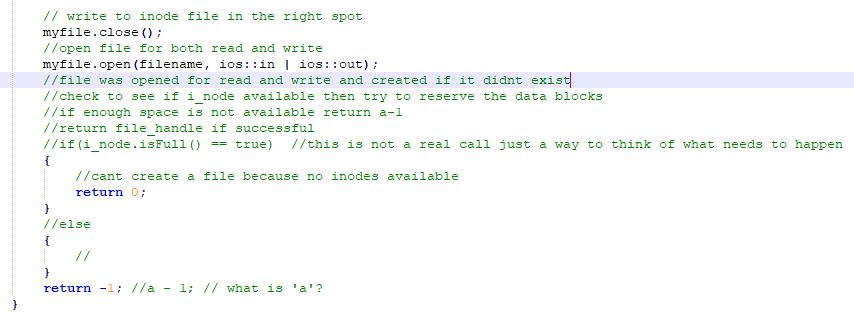 // write to inode file in the right spot
myfile.close();
//open file for both read and write
myfile.open(filename, ios::in | ios::out);
//file was opened for read and write and created if it didnt exist
//check to see if i_node available then try to reserve the data blocks
//if enough space is not available return a-1
//return file_handle if successful
//if(i_node.isFull() == true)  //this is not a real call just a way to think of what needs to happen
{
//cant create a file because no inodes available
return 0;
}
//else
{
//
}
return -1; //a - 1; // what is 'a'?
}